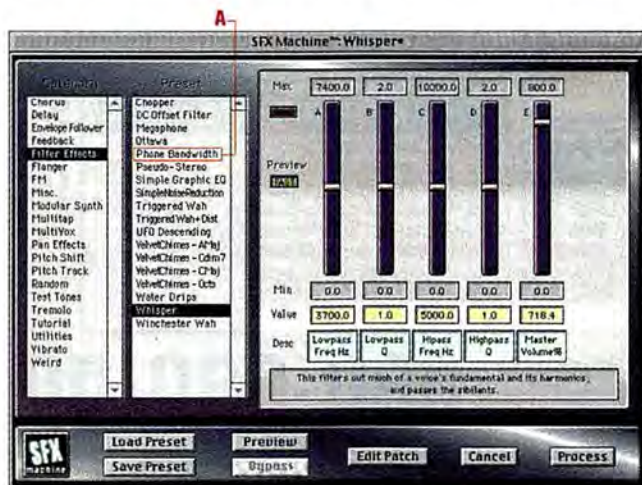 A
SFX Machine™: Whisper•
Category
Preset
Chorus
Delay
Envelope Follower
Feedback
Filter Effects
Flanger
FM
Misc.
Modular Synth
Multitap
MultiVox
Pan Effects
Pitch Shift
Pitch Track
Random
Test Tones
Tremolo
Tutorial
Utilities
Vibrato
Weird
Chopper
DC Offset Filter
Megaphone
Ottawa
Phone Bandwidth
Pseudo-Stereo
Simple Graphic EQ
SimpleNoiseReduction
Triggered Wah
Triggered Wah+Dist
UFO Descending
VelvetChimes - AMaj
VelvetChimes - Cdim7
VelvetChimes - CMaj
VelvetChimes - Octs
Water Drips
Whisper
Winchester Wah
Max 7400.0 2.0 10000.0 2.0 800.0
A B C D E
Preview
FAST
Min 0.0 0.0 0.0 0.0 0.0
Value 3700.0 1.0 5000.0 1.0 718.4
Desc Lowpass Freq Hz Lowpass Q Hipass Freq Hz Highpass Q Master Volume%
This filters out much of a voice's fundamental and its harmonics,
and passes the sibilants.
SFX machine
Load Preset
Preview
Save Preset
Bypass
Edit Patch
Cancel
Process